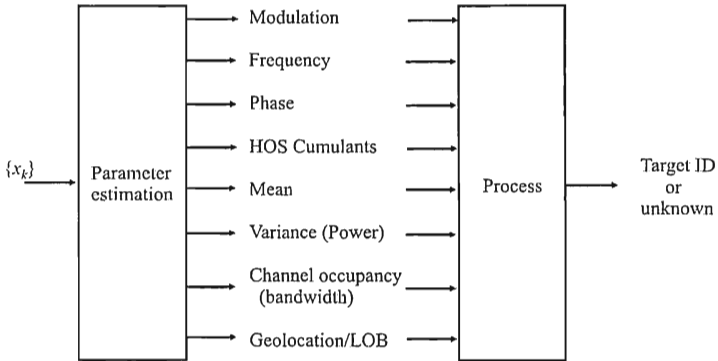 {xk}
Parameter
estimation
Modulation
Frequency
Phase
HOS Cumulants
Mean
Variance (Power)
Channel occupancy
(bandwidth)
Geolocation/LOB
Process
Target ID
or
unknown